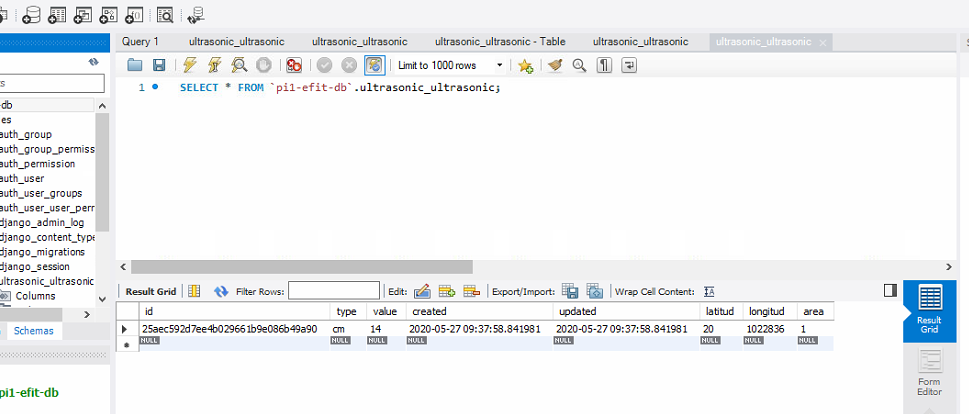 Query 1 ultrasonic_ultrasonic ultrasonic_ultrasonic ultrasonic_ultrasonic - Table ultrasonic_ultrasonic ultrasonic_ultrasonic
Limit to 1000 rows
1 SELECT * FROM `pi1-efit-db`.ultrasonic_ultrasonic;
-db
es
auth_group
auth_group_permiss
auth_permission
auth_user
auth_user_groups
auth_user_user_perr
django_admin_log
django_content_type
django_migrations
django_session
ultrasonic_ultrasonic
Columns
Schemas
pi1-efit-db
Result Grid Filter Rows: Edit: Export/Import: Wrap Cell Content:
id type value created updated latitud longitud area
25aec592d7ee4b029661b9e086b49a90 cm 14 2020-05-27 09:37:58.841981 2020-05-27 09:37:58.841981 20 1022836 1
NULL NULL NULL NULL NULL NULL NULL NULL
Result
Grid
Form
Editor